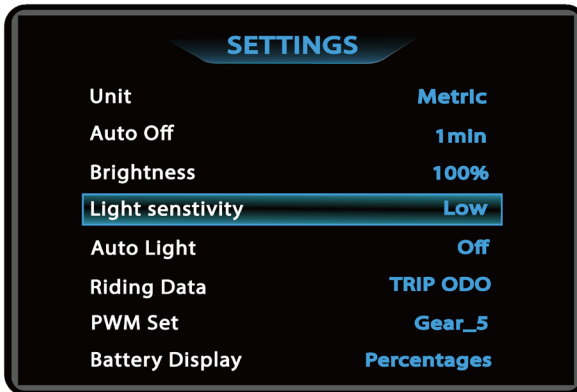 SETTINGS
Unit Metric
Auto Off 1min
Brightness 100%
Light senstivity Low
Auto Light Off
Riding Data TRIP ODO
PWM Set Gear_5
Battery Display Percentages